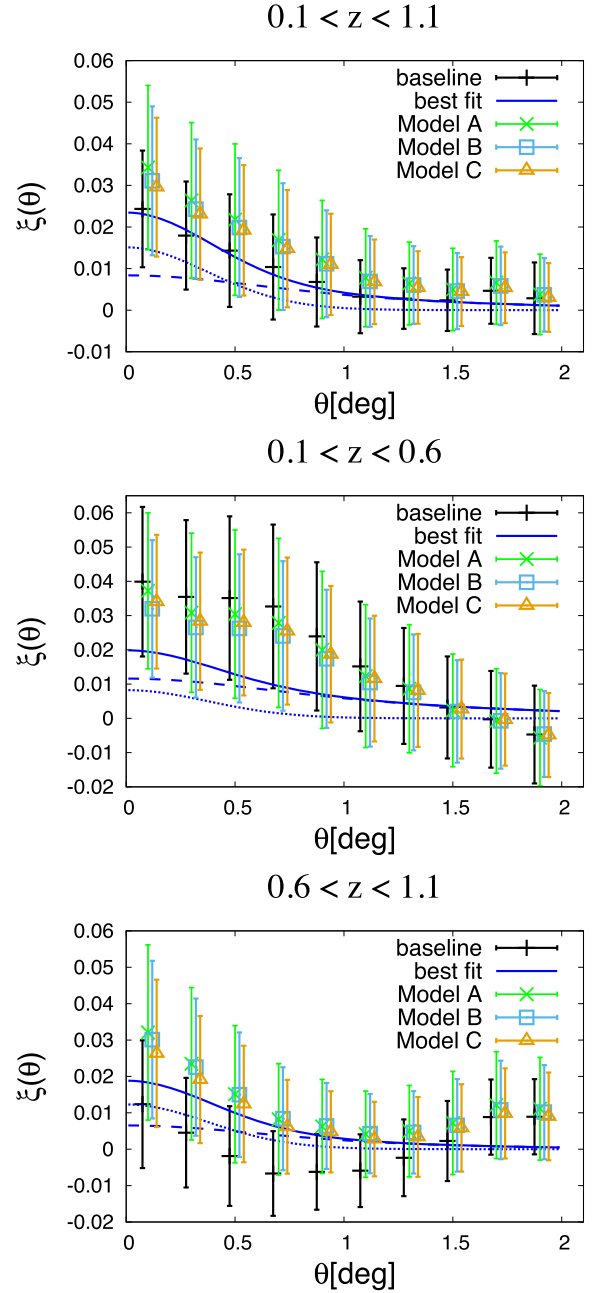 0.1 < z < 1.1
0.06
0.05
0.04
0.03
0.02
0.01
0
-0.01
ξ(θ)
baseline
best fit
Model A
Model B
Model C
0 0.5 1 1.5 2
θ[deg]
0.1 < z < 0.6
0.06
0.05
0.04
0.03
0.02
0.01
0
-0.01
-0.02
ξ(θ)
baseline
best fit
Model A
Model B
Model C
0 0.5 1 1.5 2
θ[deg]
0.6 < z < 1.1
0.06
0.05
0.04
0.03
0.02
0.01
0
-0.01
-0.02
ξ(θ)
baseline
best fit
Model A
Model B
Model C
0 0.5 1 1.5 2
θ[deg]